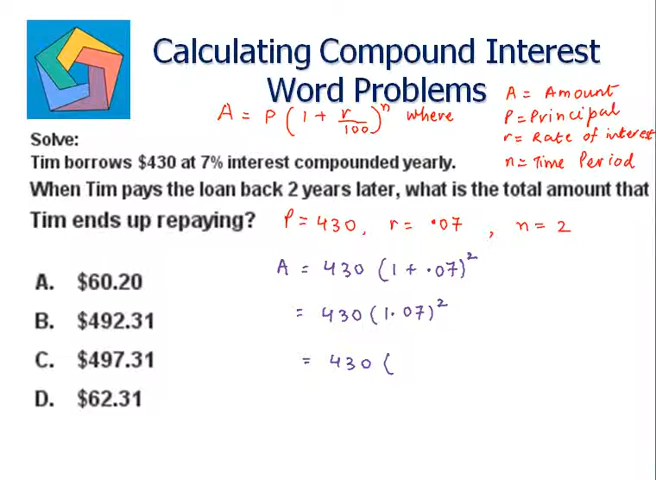 Calculating Compound Interest
Word Problems
A = P (1 + r/100)^n where
A = Amount
P = Principal
r = Rate of interest
n = Time Period
Solve:
Tim borrows $430 at 7% interest compounded yearly.
When Tim pays the loan back 2 years later, what is the total amount that
Tim ends up repaying?
P = 430, r = .07, n = 2
A = 430 (1 + .07)^2
= 430 (1.07)^2
= 430 (
A. $60.20
B. $492.31
C. $497.31
D. $62.31